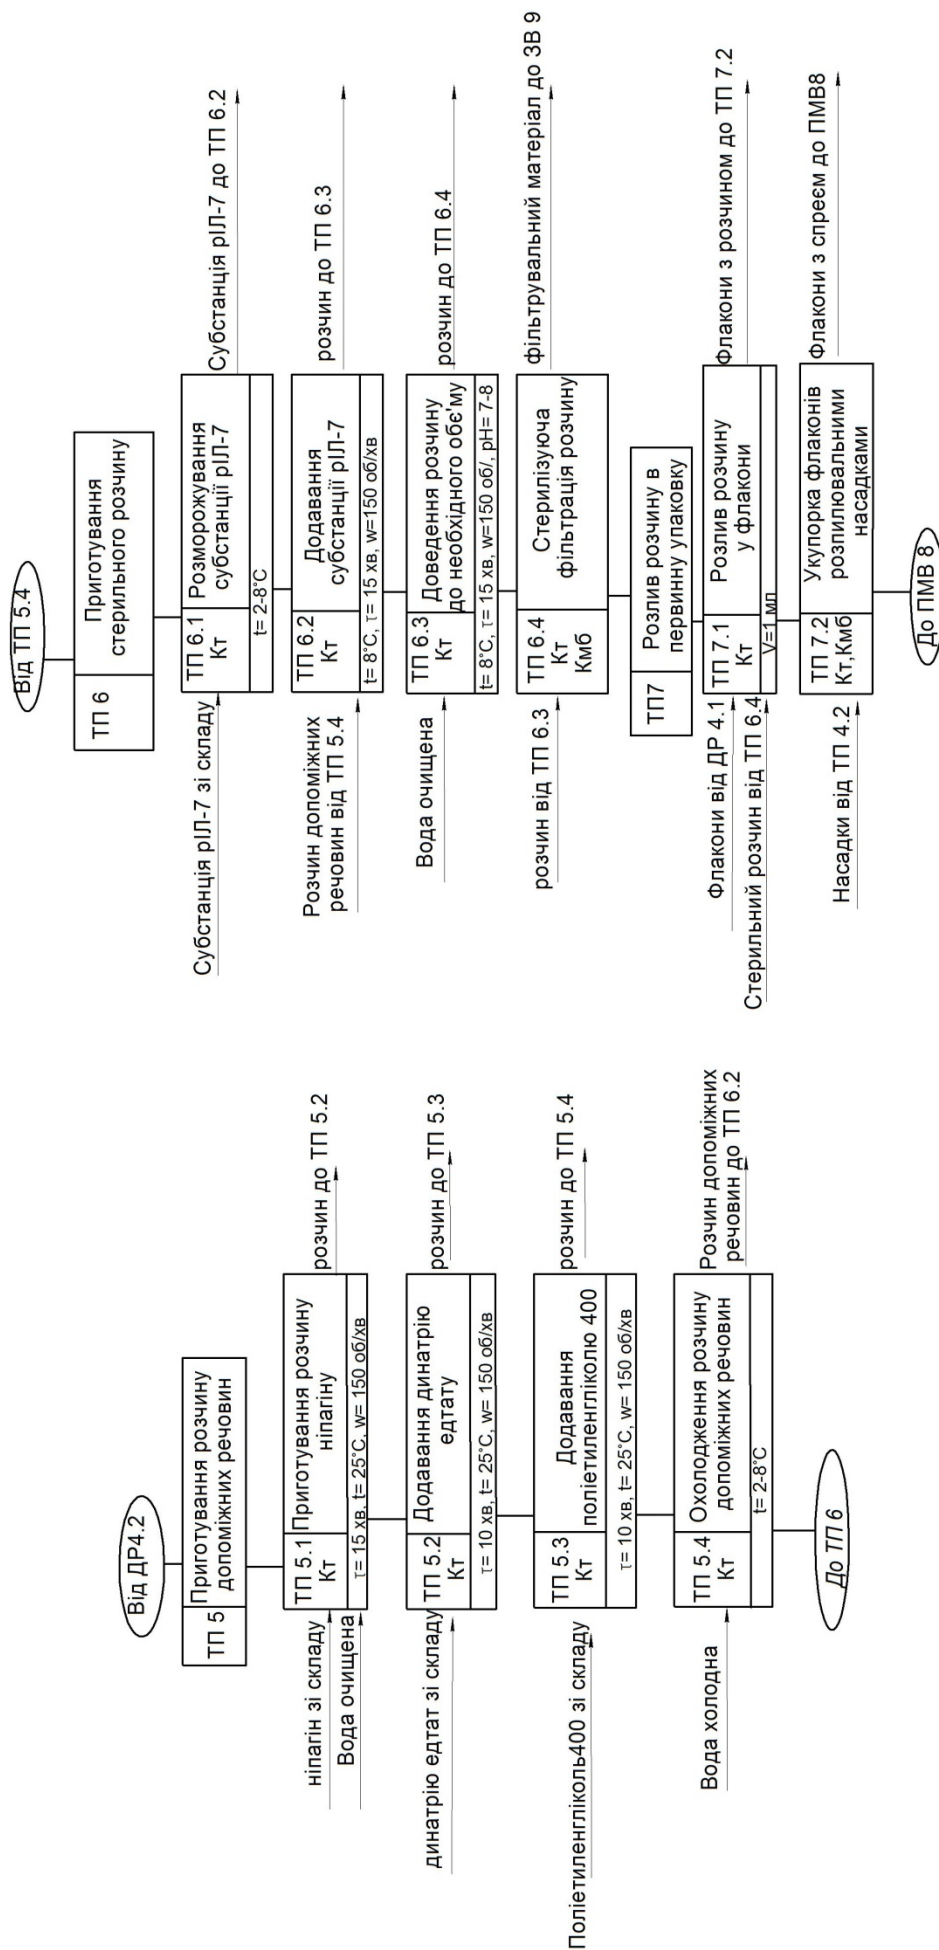 Від ДР4.2
ТП 5
Приготування розчину
допоміжних речовин
ніпагін зі складу
Вода очищена
ТП 5.1
Кт
Приготування розчину
ніпагіну
τ= 15 хв, t= 25°С, w= 150 об/хв
розчин до ТП 5.2
динатрію едтат зі складу
ТП 5.2
Кт
Додавання динатрію
едтату
τ= 10 хв, t= 25°С, w= 150 об/хв
розчин до ТП 5.3
Поліетиленгліколь400 зі складу
ТП 5.3
Кт
Додавання
поліетиленгліколю 400
τ= 10 хв, t= 25°С, w= 150 об/хв
розчин до ТП 5.4
Вода холодна
ТП 5.4
Кт
Охолодження розчину
допоміжних речовин
t= 2-8°С
Розчин допоміжних
речовин до ТП 6.2
До ТП 6
Від ТП 5.4
ТП 6
Приготування
стерильного розчину
Субстанція рІЛ-7 зі складу
ТП 6.1
Кт
Розморожування
субстанції рІЛ-7
t= 2-8°С
Субстанція рІЛ-7 до ТП 6.2
Розчин допоміжних
речовин від ТП 5.4
ТП 6.2
Кт
Додавання
субстанції рІЛ-7
t= 8°С, τ= 15 хв, w=150 об/хв
розчин до ТП 6.3
Вода очищена
ТП 6.3
Кт
Доведення розчину
до необхідного обє'му
t= 8°С, τ= 15 хв, w=150 об/, рН= 7-8
розчин до ТП 6.4
розчин від ТП 6.3
ТП 6.4
Кт
Кмб
Стерилізуюча
фільтрація розчину
фільтрувальний матеріал до ЗВ 9
ТП7
Розлив розчину в
первинну упаковку
Флакони від ДР 4.1
Стерильний розчин від ТП 6.4
ТП 7.1
Кт
Розлив розчину
у флакони
V=1 мл
Флакони з розчином до ТП 7.2
Насадки від ТП 4.2
ТП 7.2
Кт,Кмб
Укупорка флаконів
розпилювальними
насадками
Флакони з спреєм до ПМВ8
До ПМВ 8